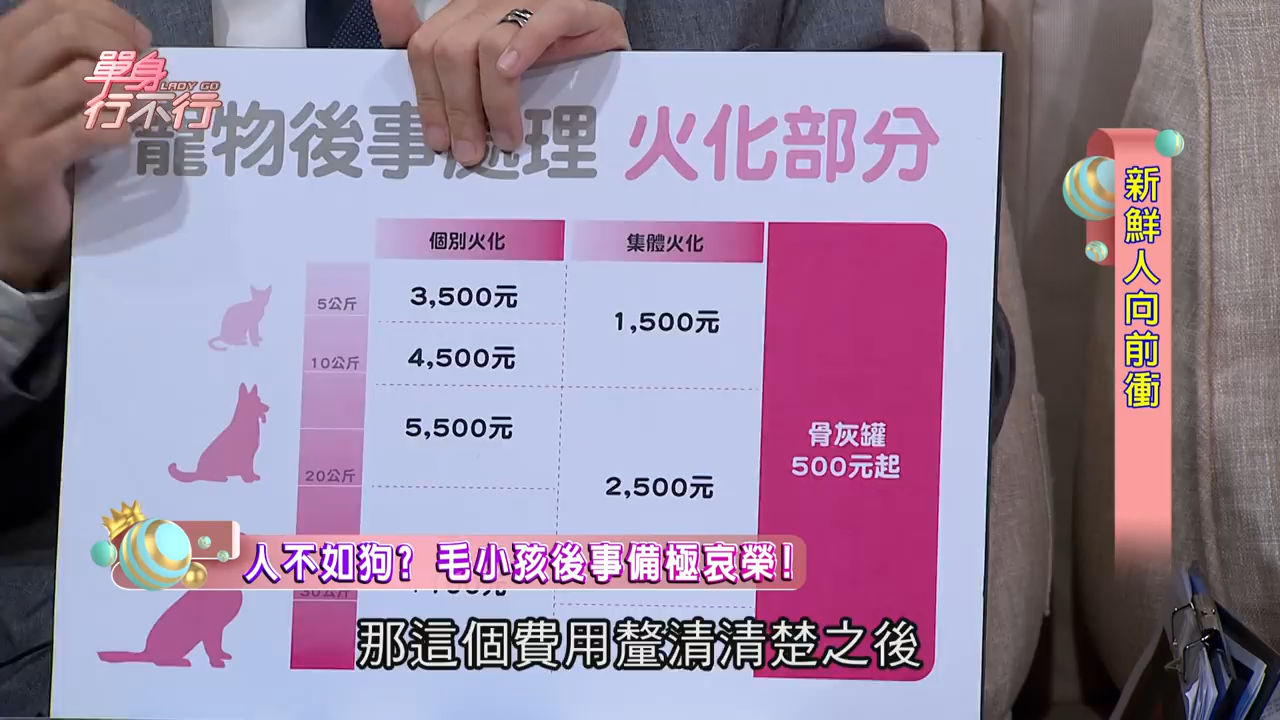 單身
LADY GO
行不行
寵物後事處理 火化部分
個別火化
集體火化
5公斤
3,500元
1,500元
10公斤
4,500元
5,500元
骨灰罐
500元起
20公斤
2,500元
30公斤
新鮮人向前衝
人不如狗? 毛小孩後事備極哀榮!
那這個費用釐清清楚之後